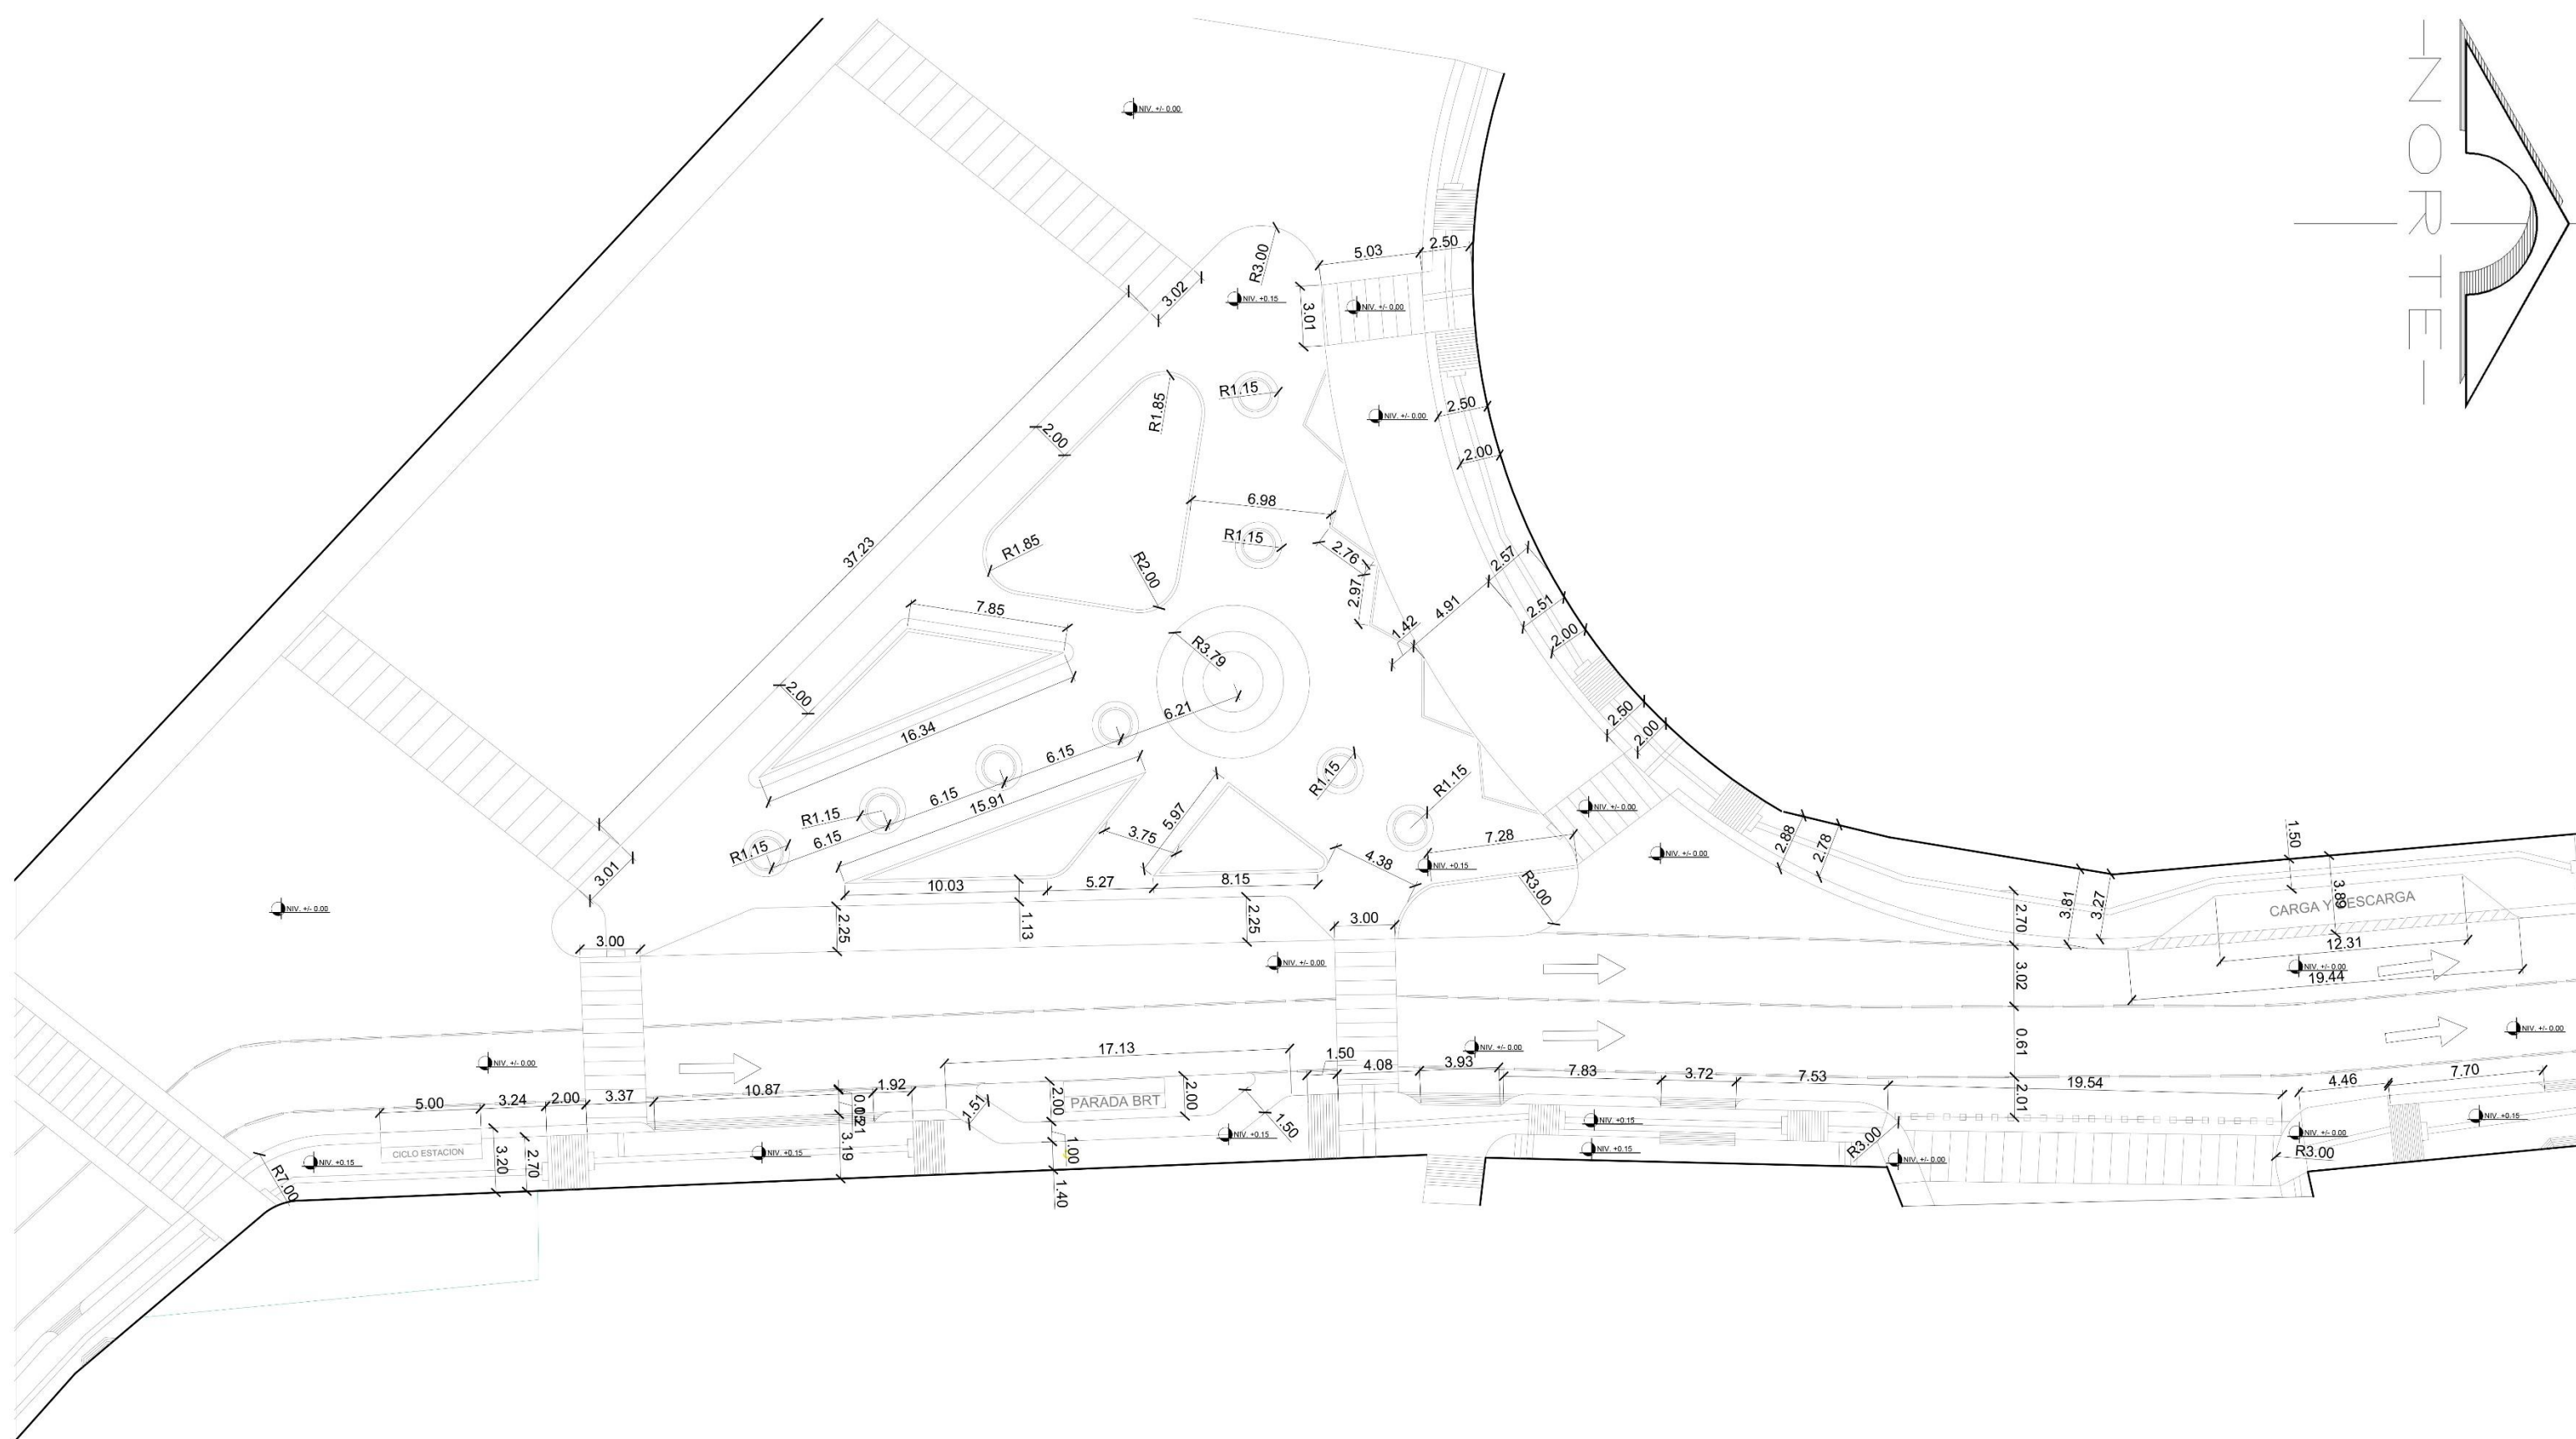 -NORTE-
NIV. +/- 0.00
5.03
2.50
R3.00
3.02
NIV. +0.15
NIV. +/- 0.00
3.01
R1.15
R1.85
2.50
NIV. +/- 0.00
2.00
2.00
6.98
37.23
R1.15
R1.85
R2.00
2.76
2.57
2.97
4.91
2.51
1.42
2.00
7.85
R3.79
2.00
2.50
2.00
6.21
16.34
6.15
R1.15
R1.15
6.15
15.91
R1.15
6.15
R1.15
5.97
3.75
7.28
NIV. +/- 0.00
4.38
NIV. +0.15
NIV. +/- 0.00
2.88
2.78
1.50
3.01
10.03
5.27
8.15
R3.00
3.81
3.27
3.89
CARGA Y DESCARGA
NIV. +/- 0.00
2.25
1.13
2.25
3.00
2.70
3.00
12.31
NIV. +/- 0.00
NIV. +/- 0.00
19.44
3.02
NIV. +/- 0.00
NIV. +/- 0.00
NIV. +/- 0.00
0.61
17.13
1.50
4.08
3.93
7.83
3.72
7.53
19.54
4.46
7.70
5.00
3.24
2.00
3.37
10.87
1.92
2.00
PARADA BRT
2.00
2.01
1.51
1.50
NIV. +0.15
NIV. +0.15
NIV. +0.15
NIV. +/- 0.00
CICLO ESTACION
3.20
2.70
NIV. +0.15
3.19
1.00
NIV. +0.15
R3.00
R3.00
NIV. +0.15
NIV. +/- 0.00
R7.00
1.40